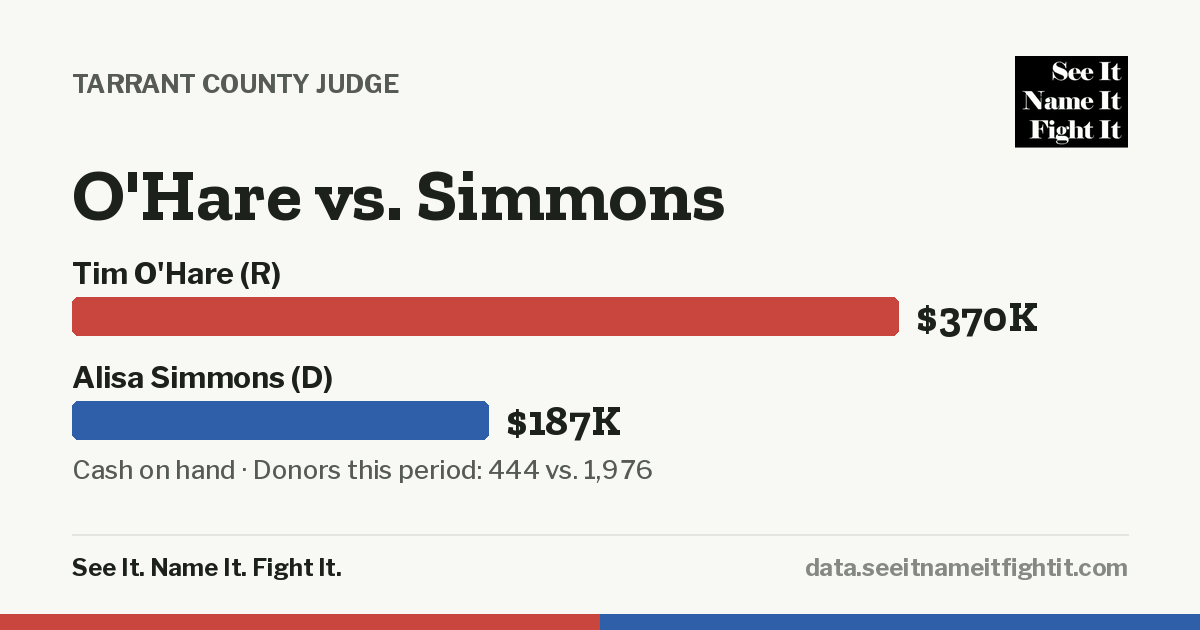 TARRANT COUNTY JUDGE
See It
Name It
Fight It
O'Hare vs. Simmons
Tim O'Hare (R)
$370K
Alisa Simmons (D)
$187K
Cash on hand · Donors this period: 444 vs. 1,976
See It. Name It. Fight It.
data.seeitnameitfightit.com